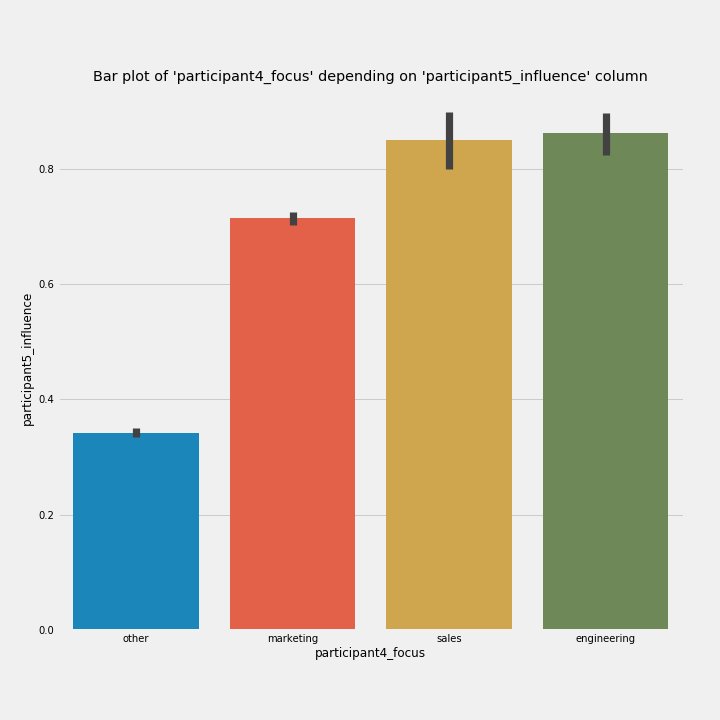 Bar plot of 'participant4_focus' depending on 'participant5_influence' column
participant5_influence
0.8
0.6
0.4
0.2
0.0
other marketing sales engineering
participant4_focus